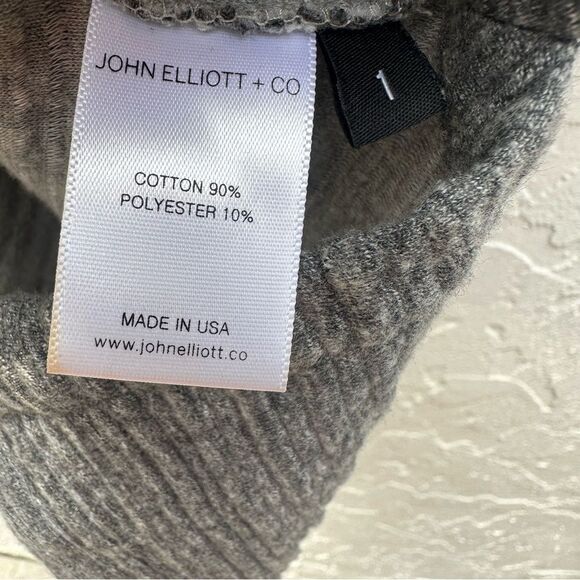 JOHN ELLIOTT + CO
1
COTTON 90%
POLYESTER 10%
MADE IN USA
www.johnelliott.co